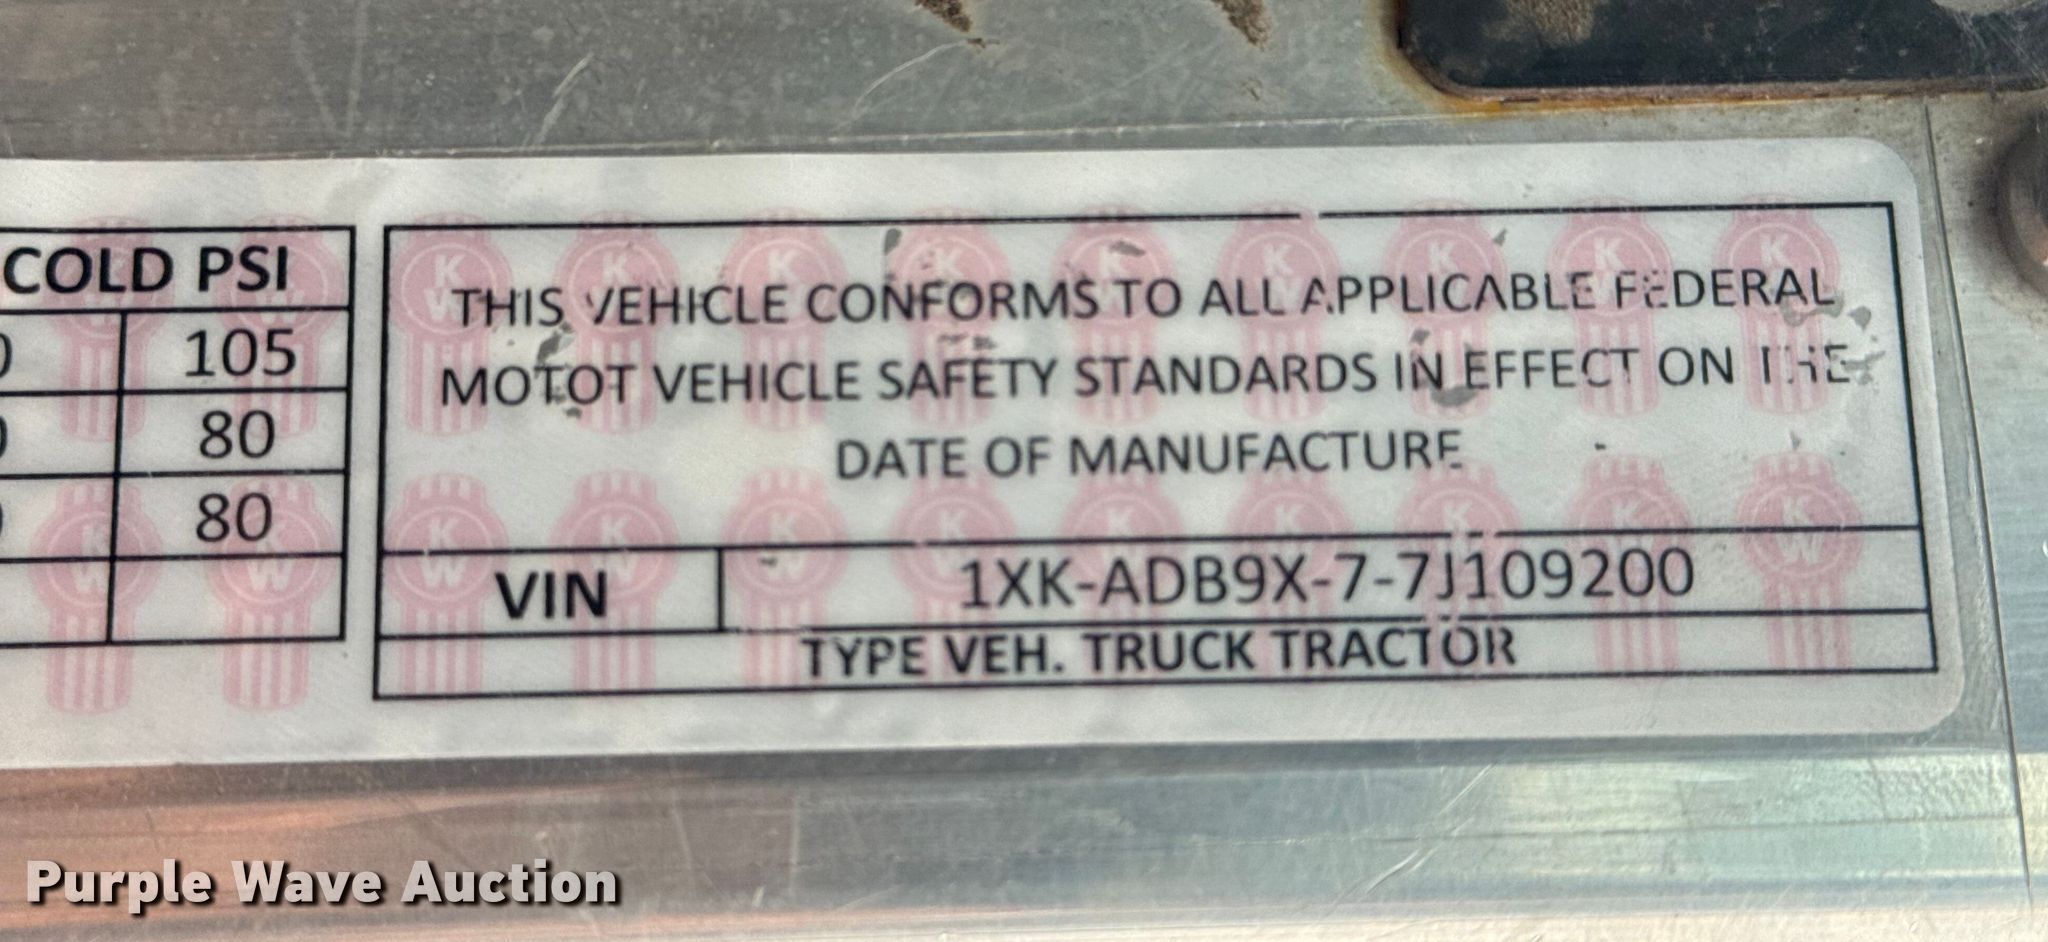 COLD PSI
105
80
80
THIS VEHICLE CONFORMS TO ALL APPLICABLE FEDERAL
MOTOT VEHICLE SAFETY STANDARDS IN EFFECT ON THE
DATE OF MANUFACTURE
VIN 1XK-ADB9X-7-7J109200
TYPE VEH. TRUCK TRACTOR
Purple Wave Auction